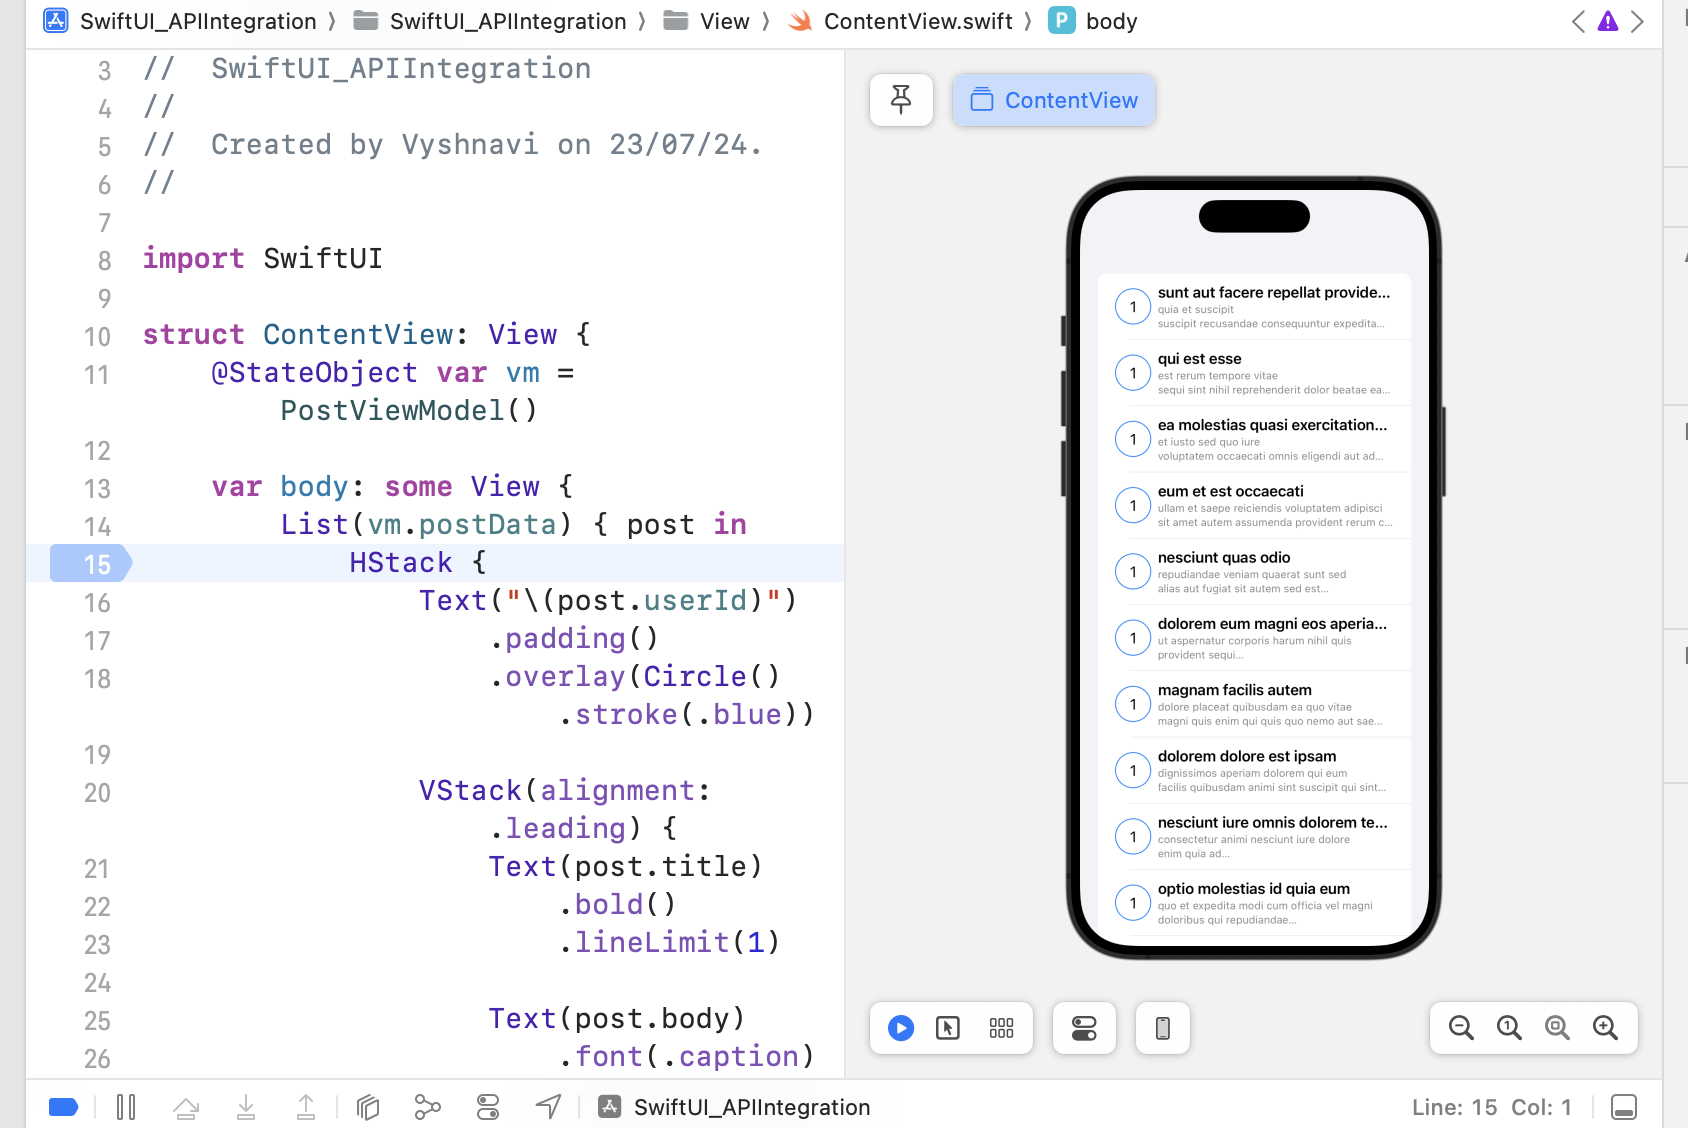 SwiftUI_APIIntegration 〉 SwiftUI_APIIntegration 〉 View 〉 ContentView.swift 〉 P body
3 //  SwiftUI_APIIntegration
4 //
5 //  Created by Vyshnavi on 23/07/24.
6 //
7
8 import SwiftUI
9
10 struct ContentView: View {
11 @StateObject var vm =
PostViewModel()
12
13 var body: some View {
14 List(vm.postData) { post in
15 HStack {
16 Text("\(post.userId)")
17 .padding()
18 .overlay(Circle()
.stroke(.blue))
19
20 VStack(alignment:
.leading) {
21 Text(post.title)
22 .bold()
23 .lineLimit(1)
24
25 Text(post.body)
26 .font(.caption)
ContentView
1 sunt aut facere repellat provide...
quia et suscipit
suscipit recusandae consequuntur expedita...
1 qui est esse
est rerum tempore vitae
sequi sint nihil reprehenderit dolor beatae ea...
1 ea molestias quasi exercitation...
et iusto sed quo iure
voluptatem occaecati omnis eligendi aut ad...
1 eum et est occaecati
ullam et saepe reiciendis voluptatem adipisci
sit amet autem assumenda provident rerum c...
1 nesciunt quas odio
repudiandae veniam quaerat sunt sed
alias aut fugiat sit autem sed est...
1 dolorem eum magni eos aperia...
ut aspernatur corporis harum nihil quis
provident sequi...
1 magnam facilis autem
dolore placeat quibusdam ea quo vitae
magni quis enim qui quis quo nemo aut sae...
1 dolorem dolore est ipsam
dignissimos aperiam dolorem qui eum
facilis quibusdam animi sint suscipit qui sint...
1 nesciunt iure omnis dolorem te...
consectetur animi nesciunt iure dolore
enim quia ad...
1 optio molestias id quia eum
quo et expedita modi cum officia vel magni
doloribus qui repudiandae...
SwiftUI_APIIntegration
Line: 15 Col: 1